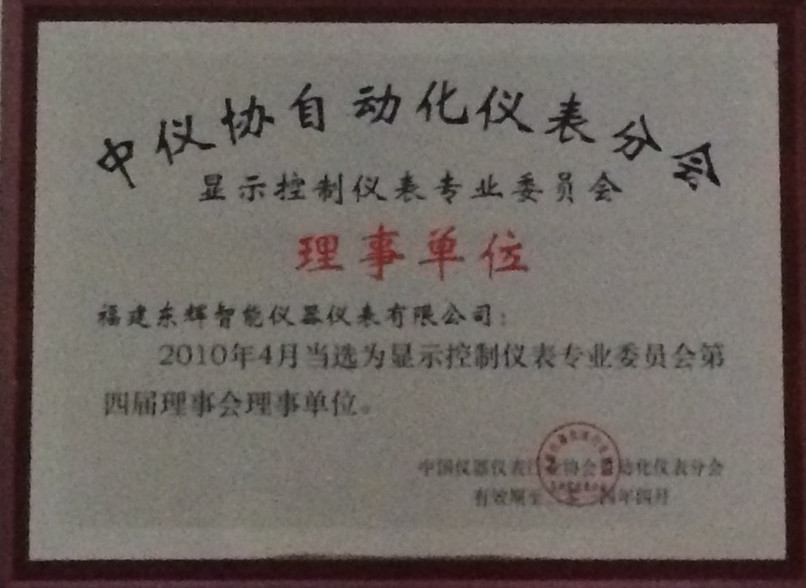 中仪协自动化仪表分会
显示控制仪表专业委员会
理事单位
福建东辉智能仪器仪表有限公司：
2010年4月当选为显示控制仪表专业委员会第
四届理事会理事单位。
中国仪器仪表行业协会自动化仪表分会
有效期至 四年四月